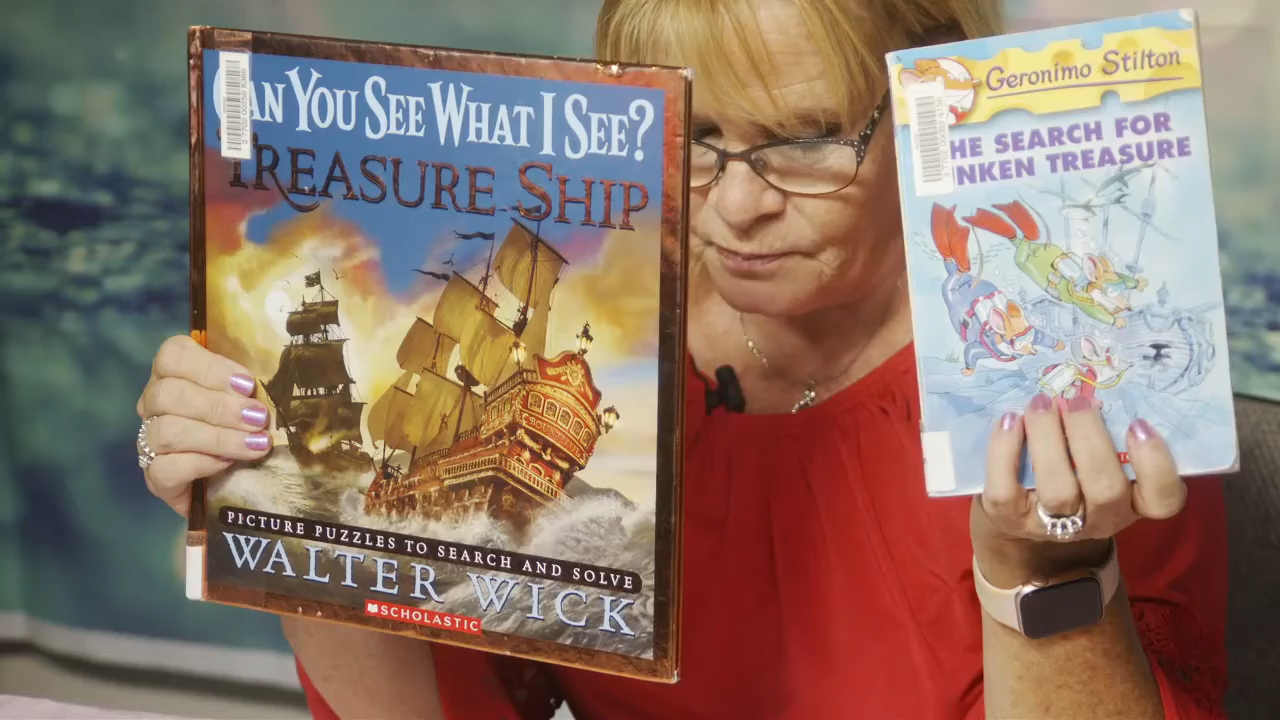 CAN YOU SEE WHAT I SEE?
TREASURE SHIP
PICTURE PUZZLES TO SEARCH AND SOLVE
WALTER WICK
SCHOLASTIC
Geronimo Stilton
HE SEARCH FOR
NKEN TREASURE